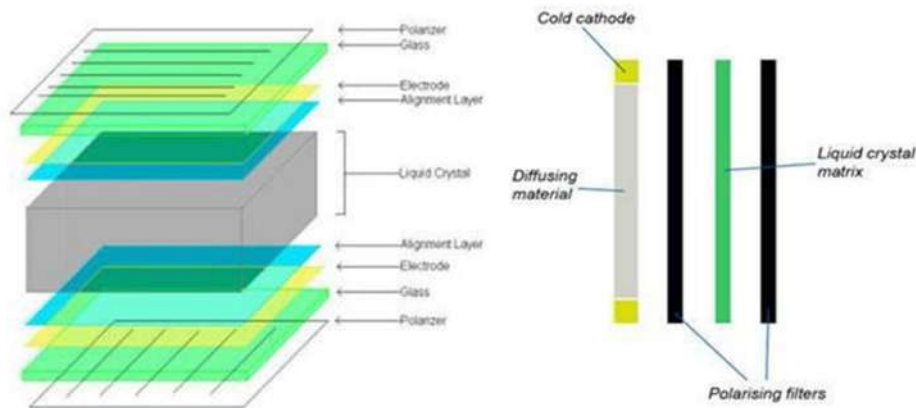 Polarizer
Glass
Electrode
Alignment Layer
Liquid Crystal
Alignment Layer
Electrode
Glass
Polarizer
Cold cathode
Diffusing
material
Liquid crystal
matrix
Polarising filters